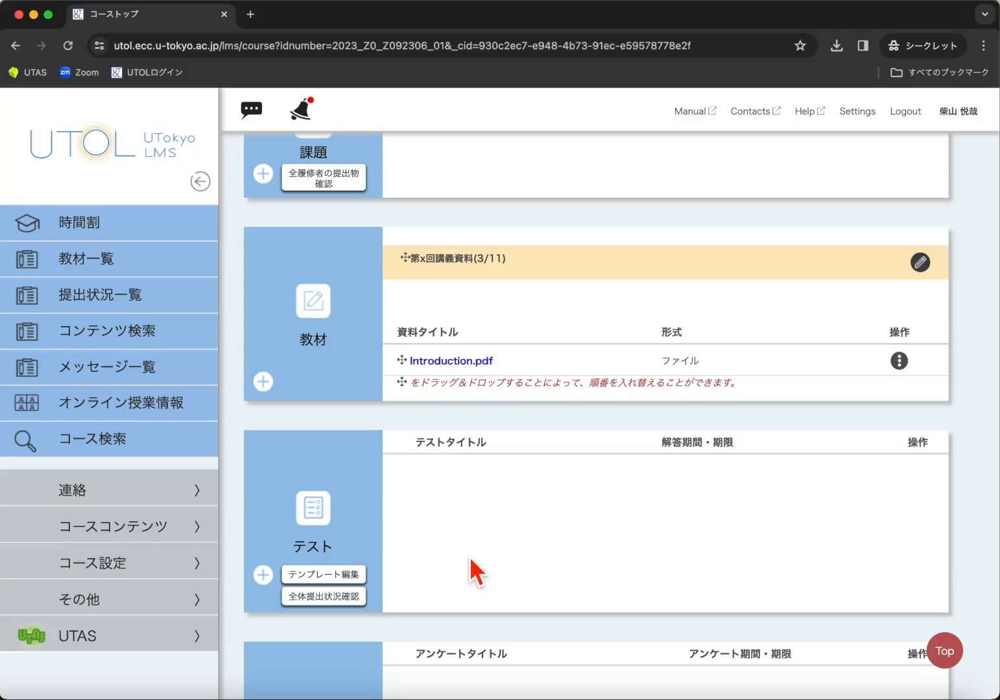 コーストップ
utol.ecc.u-tokyo.ac.jp/lms/course?idnumber=2023_Z0_Z092306_01&_cid=930c2ec7-e948-4b73-91ec-e59578778e2f
シークレット
UTAS
zm Zoom
UTOLログイン
すべてのブックマーク
UTOL UTokyo LMS
Manual
Contacts
Help
Settings
Logout
柴山 悦哉
時間割
教材一覧
提出状況一覧
コンテンツ検索
メッセージ一覧
オンライン授業情報
コース検索
連絡
コースコンテンツ
コース設定
その他
UTAS UTAS
課題
全履修者の提出物
確認
教材
第x回講義資料(3/11)
資料タイトル 形式 操作
Introduction.pdf ファイル
をドラッグ＆ドロップすることによって、順番を入れ替えることができます。
テスト
テンプレート編集
全体提出状況確認
テストタイトル 解答期間・期限 操作
アンケートタイトル アンケート期間・期限 操作
Top